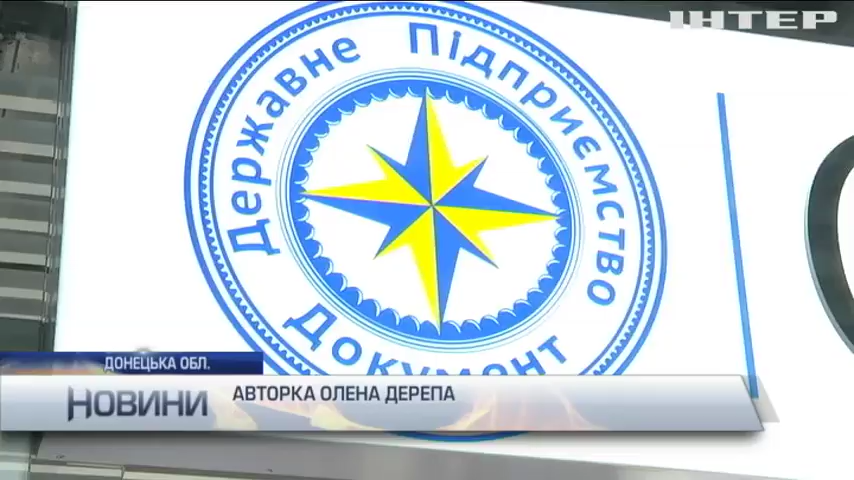 ІНТЕР
Державне Підприємство
Документ
ДОНЕЦЬКА ОБЛ.
НОВИНИ
АВТОРКА ОЛЕНА ДЕРЕПА